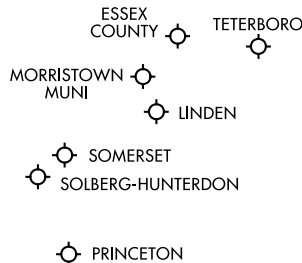 ESSEX
COUNTY
TETERBORO
MORRISTOWN
MUNI
LINDEN
SOMERSET
SOLBERG-HUNTERDON
PRINCETON